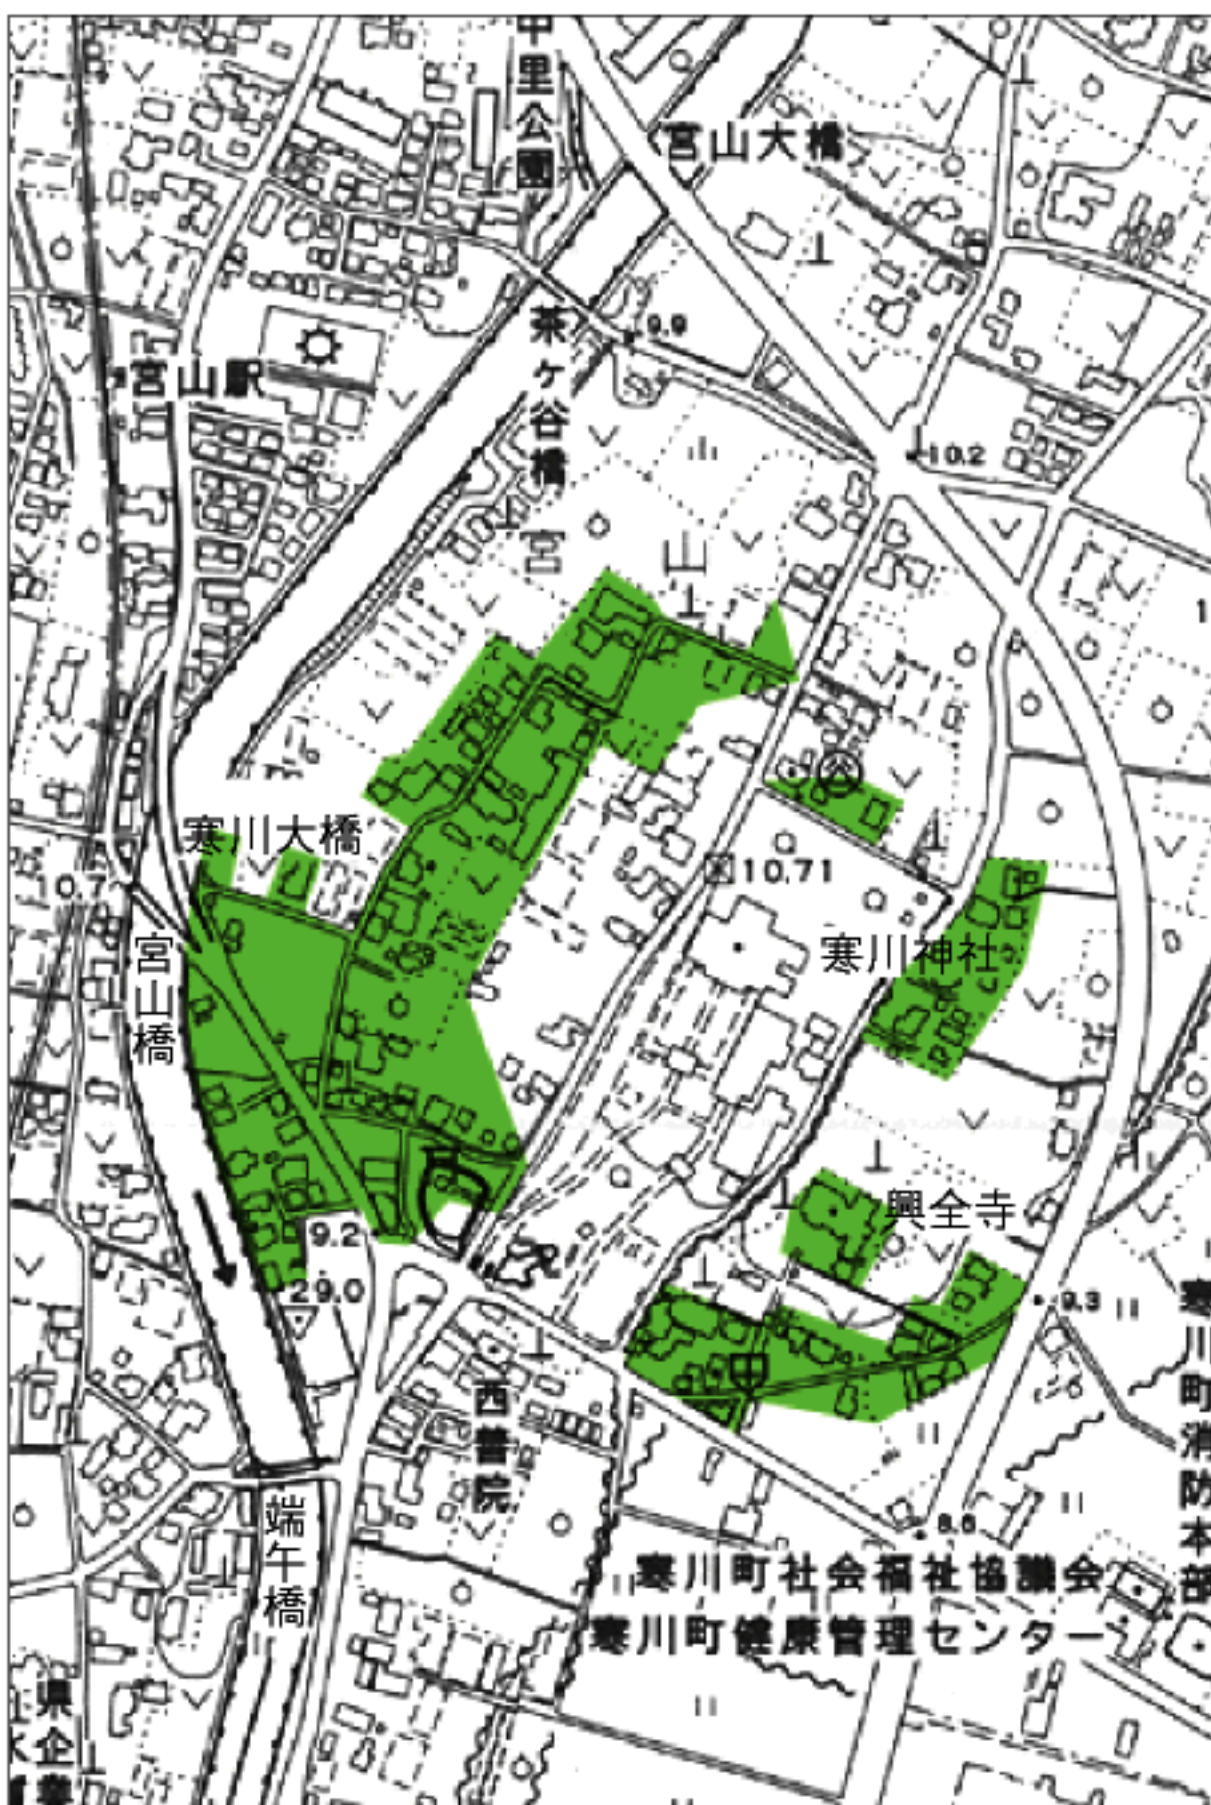 中里公園
宮山大橋
茶ヶ谷橋
9.9
宮山駅
10.2
宮山
寒川大橋
10.71
0.7
宮山橋
寒川神社
興全寺
9.2
29.0
9.3
西善院
寒川町消防本部
端午橋
8.6
寒川町社会福祉協議会
寒川町健康管理センター
県企業